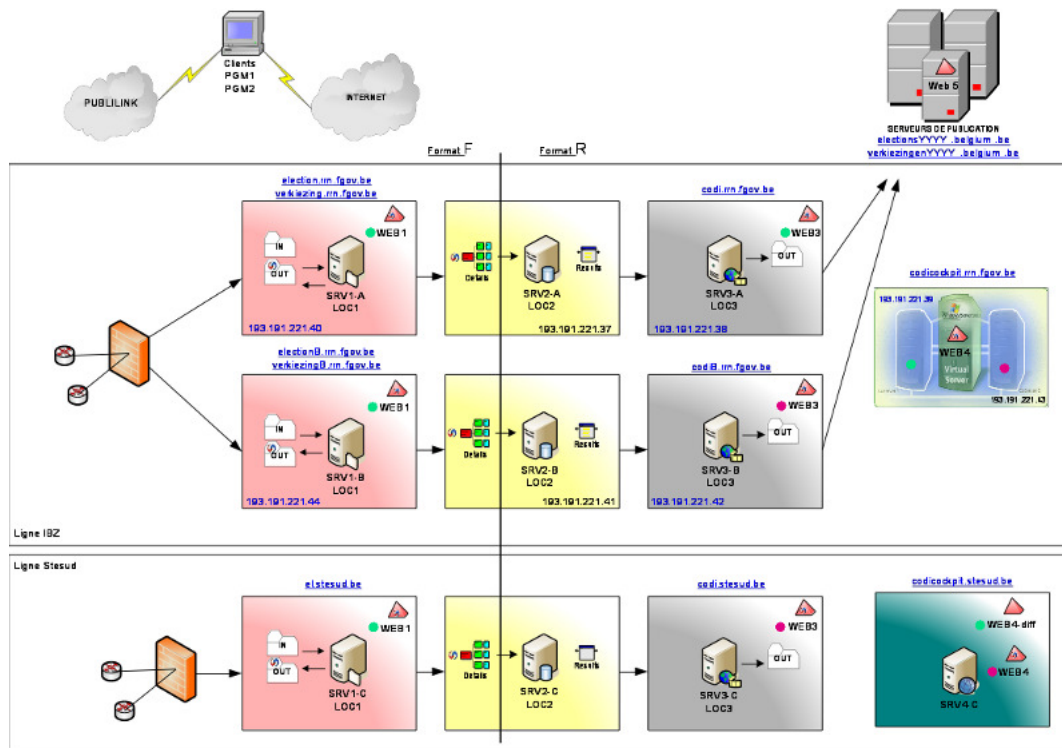 Clients
PGM1
PGM2
PUBLILINK
INTERNET
Web 5
SERVEURS DE PUBLICATION
electionsYYYY .belgium .be
verkiezingenYYYY .belgium .be
Format F
Format R
election.rrn.fgov.be
verkiezing.rrn.fgov.be
codi.rrn.fgov.be
WEB1
IN
OUT
SRV1-A
LOC1
193.191.221.40
Details
SRV2-A
LOC2
Results
193.191.221.37
WEB3
OUT
SRV3-A
LOC3
193.191.221.38
codicockpit.rrn.fgov.be
193.191.221.39
WEB4
Virtual
Server
193.191.221.43
electionB.rrn.fgov.be
verkiezingB.rrn.fgov.be
codiB.rrn.fgov.be
WEB1
IN
OUT
SRV1-B
LOC1
193.191.221.44
Details
SRV2-B
LOC2
Results
193.191.221.41
WEB3
OUT
SRV3-B
LOC3
193.191.221.42
Ligne IBZ
Ligne Stesud
el.stesud.be
codi.stesud.be
codicockpit.stesud.be
WEB1
IN
OUT
SRV1-C
LOC1
Details
SRV2-C
LOC2
Results
WEB3
OUT
SRV3-C
LOC3
WEB4-diff
WEB4
SRV4-C